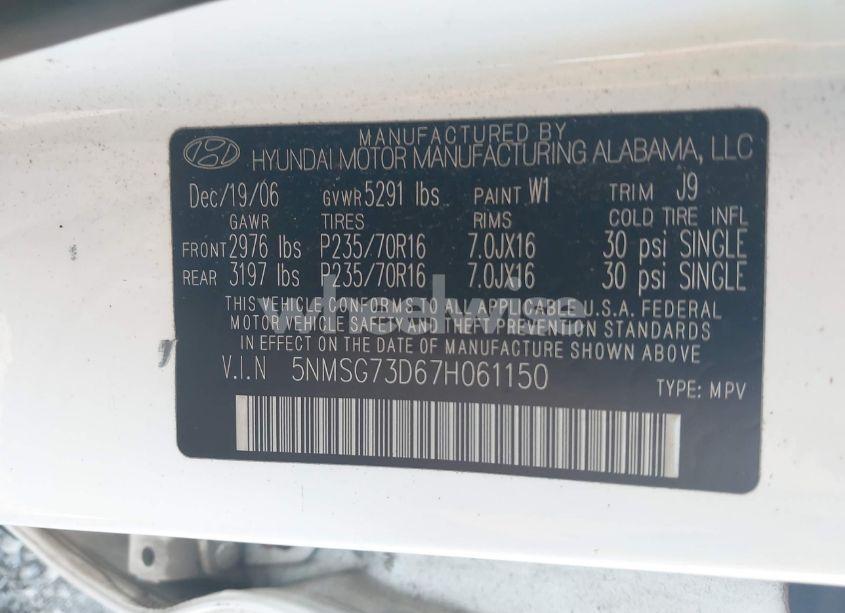 MANUFACTURED BY
HYUNDAI MOTOR MANUFACTURING ALABAMA, LLC
Dec/19/06 GVWR 5291 lbs PAINT W1 TRIM J9
GAWR TIRES RIMS COLD TIRE INFL
FRONT 2976 lbs P235/70R16 7.0JX16 30 psi SINGLE
REAR 3197 lbs P235/70R16 7.0JX16 30 psi SINGLE
THIS VEHICLE CONFORMS TO ALL APPLICABLE U.S.A. FEDERAL
MOTOR VEHICLE SAFETY AND THEFT PREVENTION STANDARDS
IN EFFECT ON THE DATE OF MANUFACTURE SHOWN ABOVE
V.I.N 5NMSG73D67H061150
TYPE: MPV
wheelwise